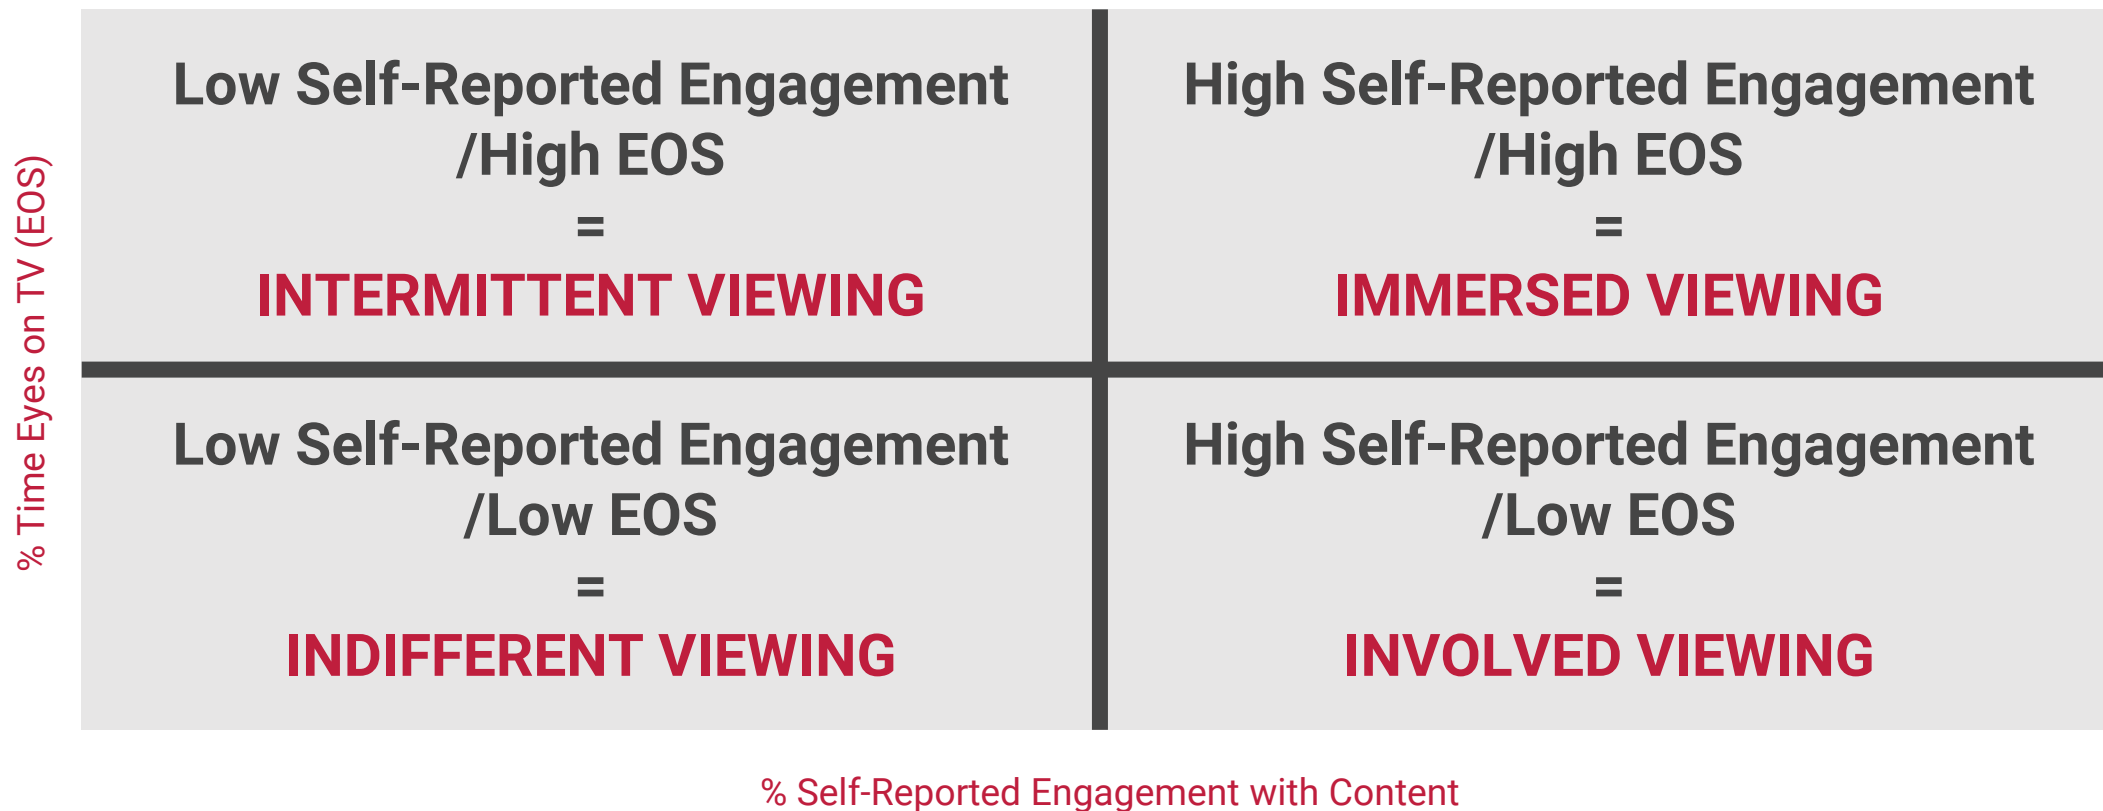 % Time Eyes on TV (EOS)
Low Self-Reported Engagement
/High EOS
=
INTERMITTENT VIEWING
High Self-Reported Engagement
/High EOS
=
IMMERSED VIEWING
Low Self-Reported Engagement
/Low EOS
=
INDIFFERENT VIEWING
High Self-Reported Engagement
/Low EOS
=
INVOLVED VIEWING
% Self-Reported Engagement with Content